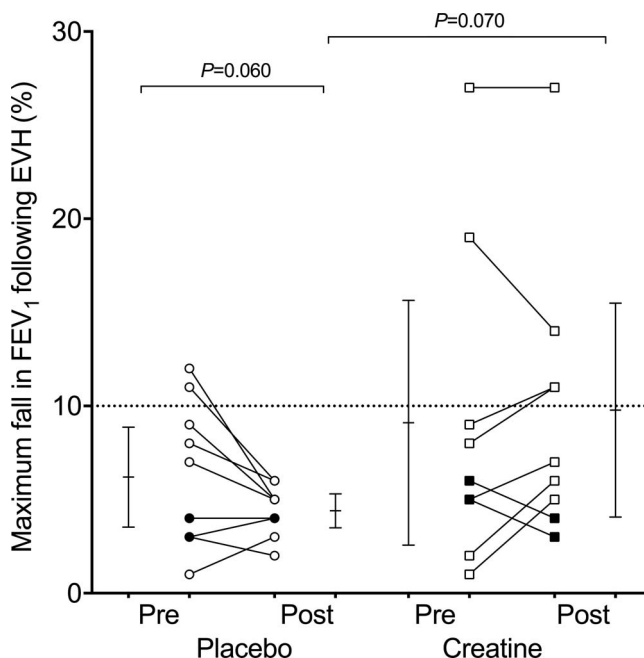 P=0.070
P=0.060
Maximum fall in FEV1 following EVH (%)
30
20
10
0
Pre Post Pre Post
Placebo Creatine